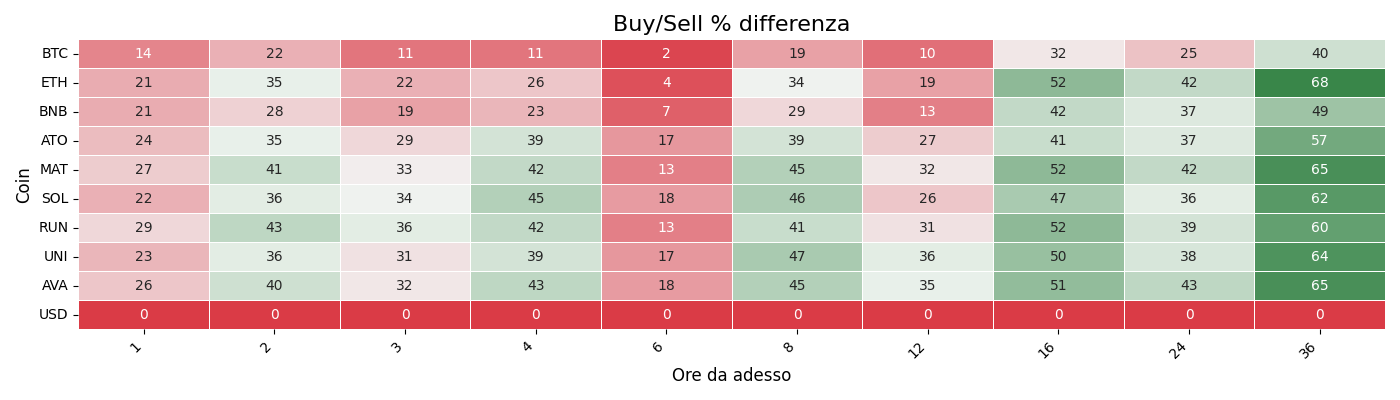 Buy/Sell % differenza
Coin
BTC 14 22 11 11 2 19 10 32 25 40
ETH 21 35 22 26 4 34 19 52 42 68
BNB 21 28 19 23 7 29 13 42 37 49
ATO 24 35 29 39 17 39 27 41 37 57
MAT 27 41 33 42 13 45 32 52 42 65
SOL 22 36 34 45 18 46 26 47 36 62
RUN 29 43 36 42 13 41 31 52 39 60
UNI 23 36 31 39 17 47 36 50 38 64
AVA 26 40 32 43 18 45 35 51 43 65
USD 0 0 0 0 0 0 0 0 0 0
1 2 3 4 6 8 12 16 24 36
Ore da adesso